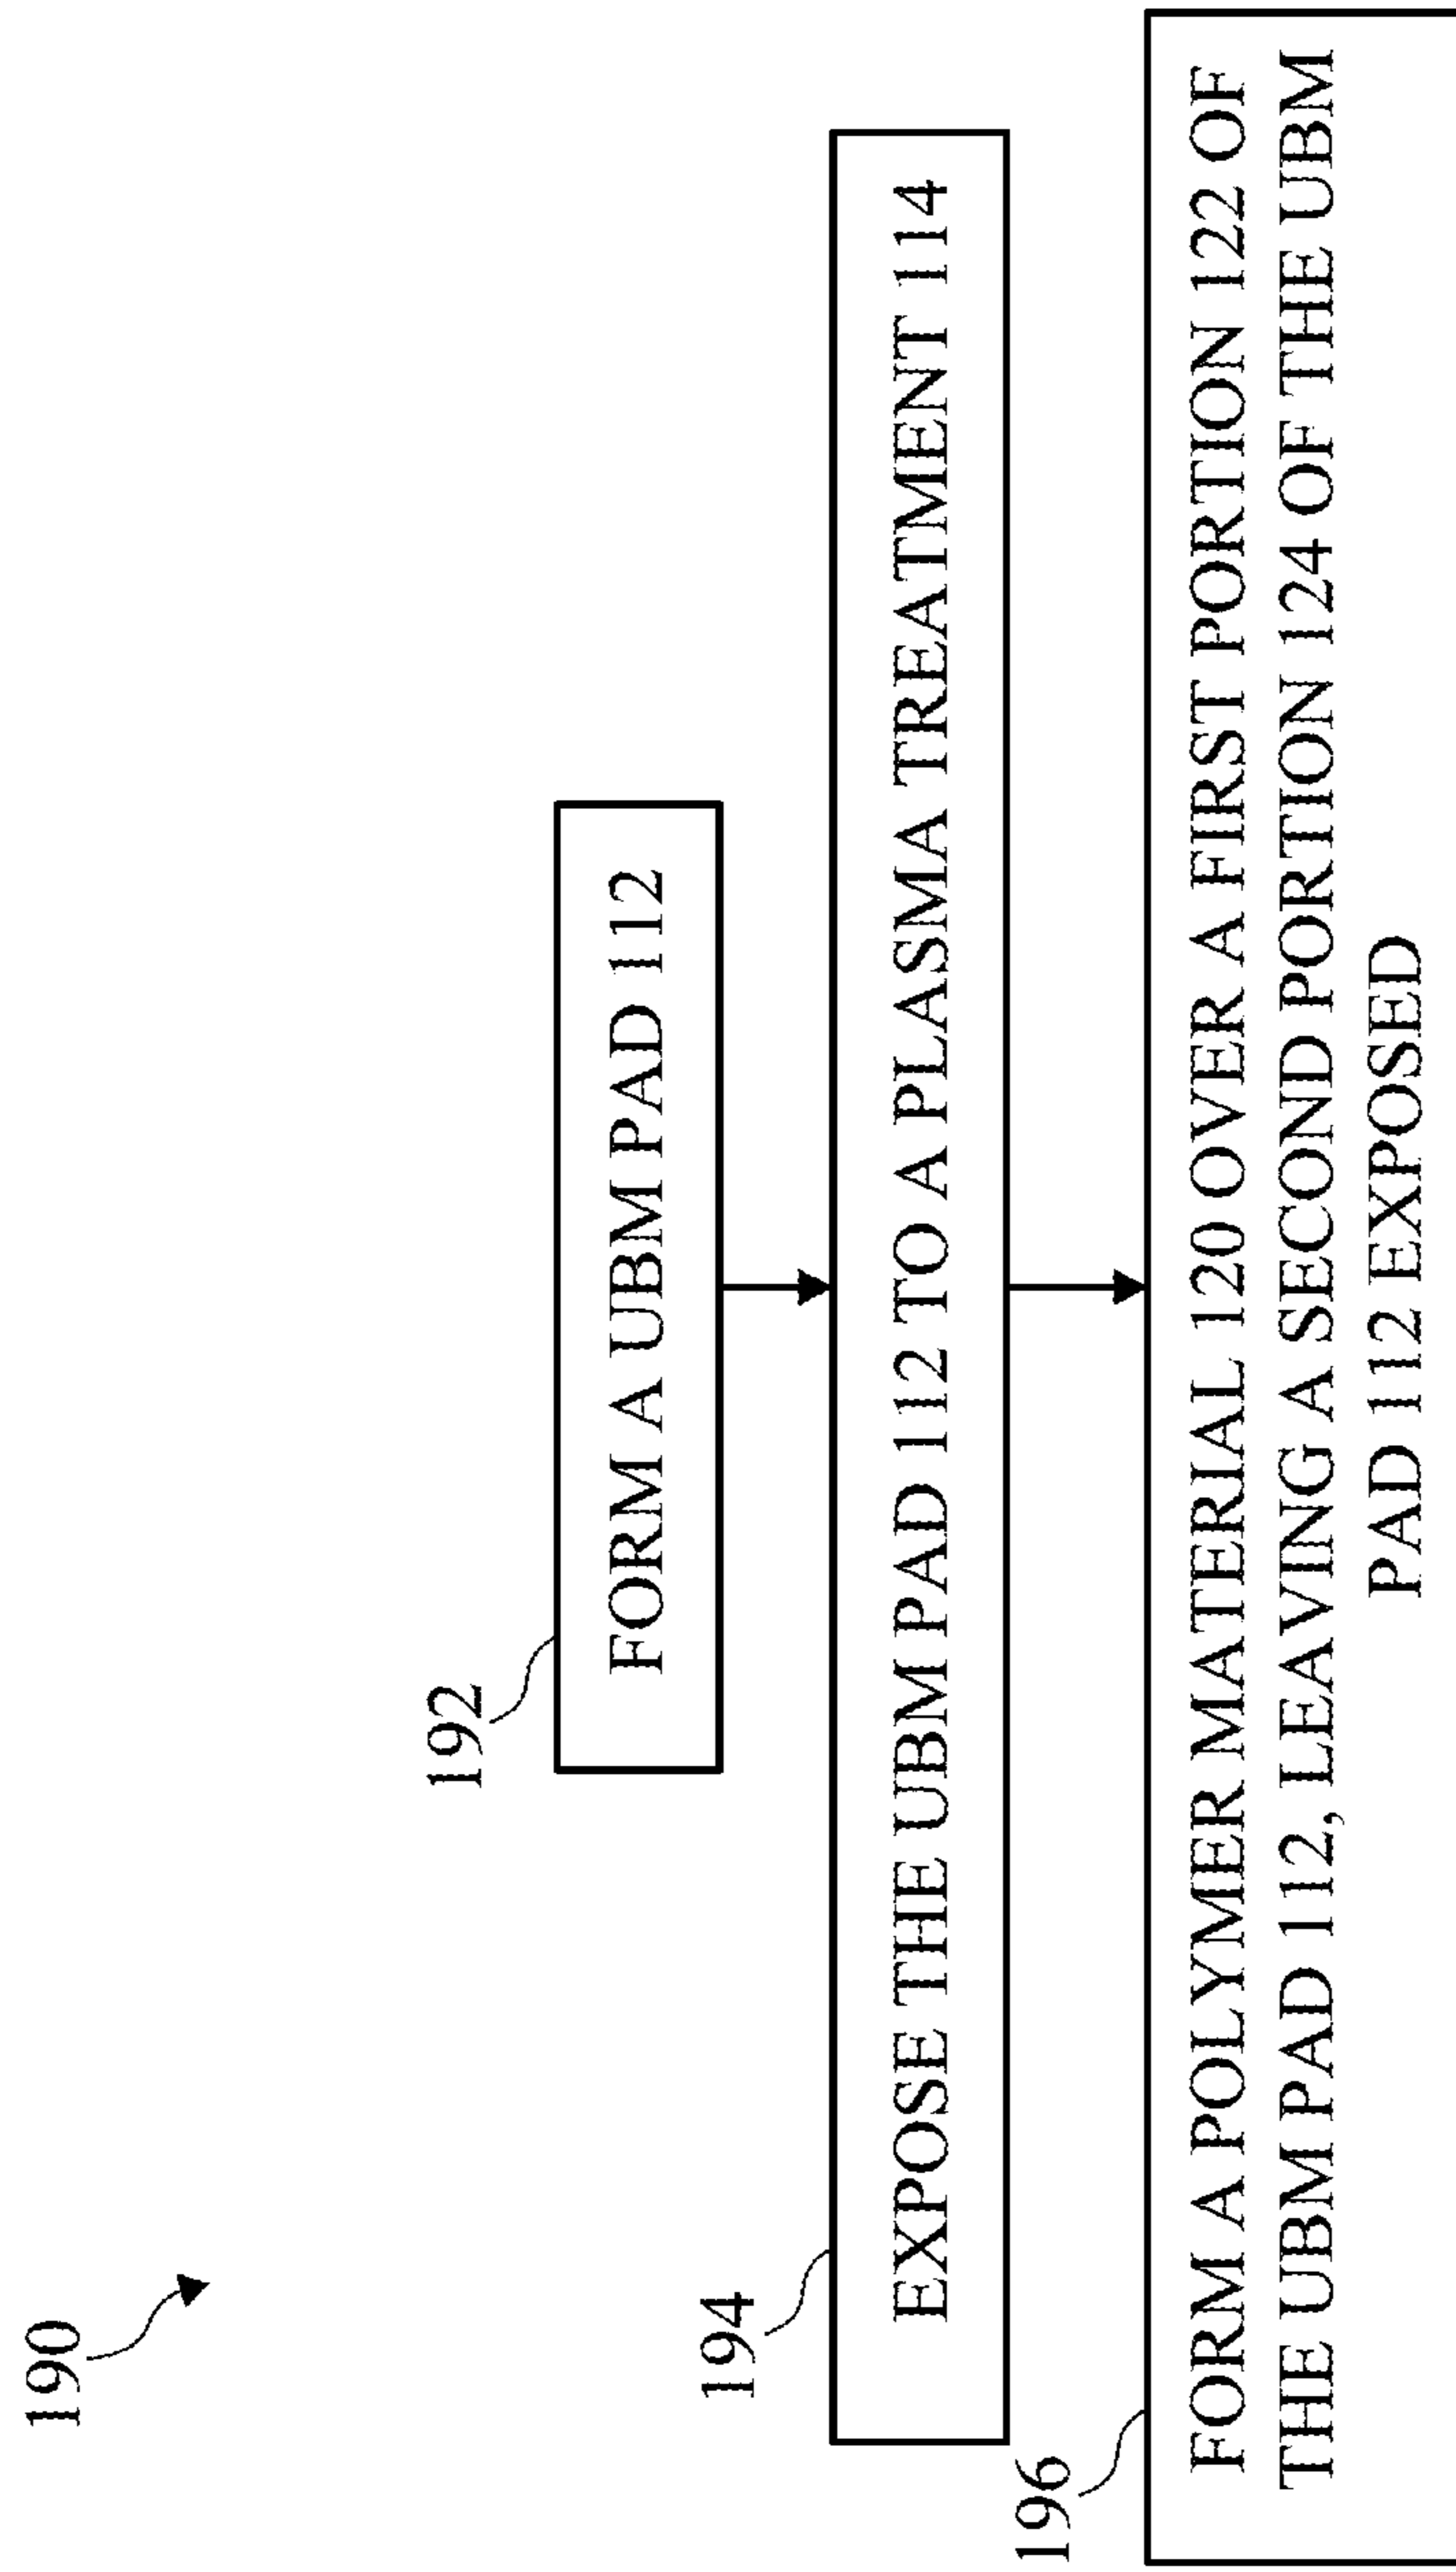 190
192
FORM A UBM PAD 112
194
EXPOSE THE UBM PAD 112 TO A PLASMA TREATMENT 114
196
FORM A POLYMER MATERIAL 120 OVER A FIRST PORTION 122 OF
THE UBM PAD 112, LEAVING A SECOND PORTION 124 OF THE UBM
PAD 112 EXPOSED